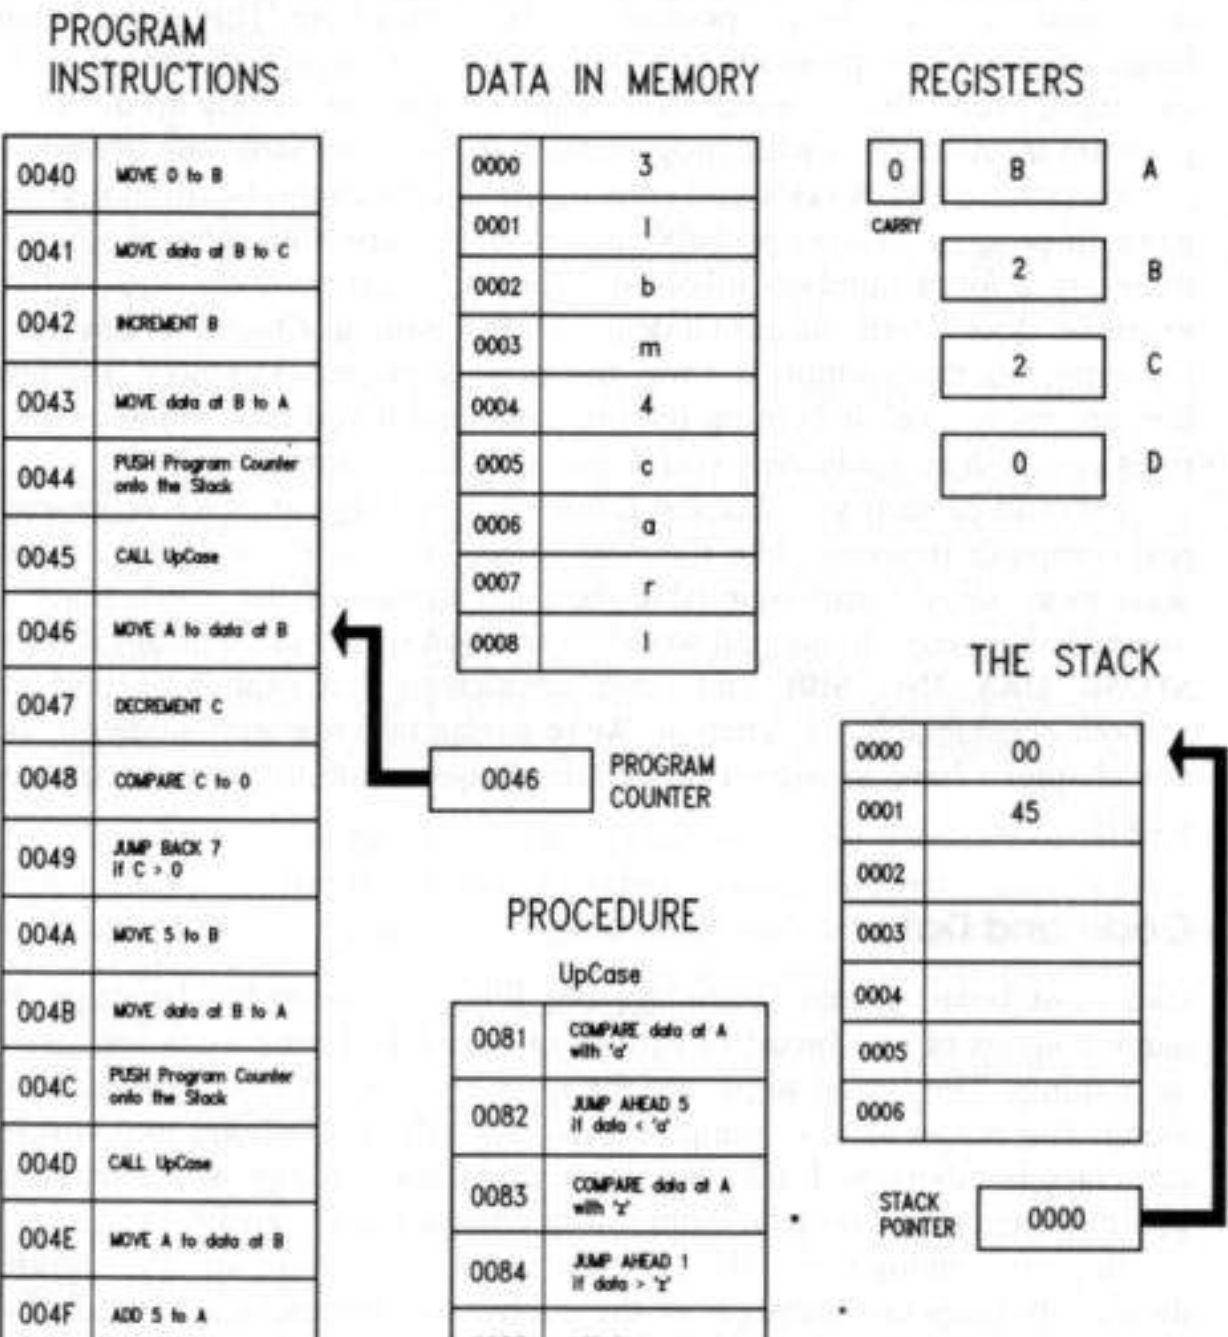 PROGRAM
INSTRUCTIONS
0040 MOVE 0 to B
0041 MOVE data at B to C
0042 INCREMENT B
0043 MOVE data at B to A
0044 PUSH Program Counter
onto the Stack
0045 CALL UpCase
0046 MOVE A to data at B
0047 DECREMENT C
0048 COMPARE C to 0
0049 JUMP BACK 7
if C > 0
004A MOVE 5 to B
004B MOVE data at B to A
004C PUSH Program Counter
onto the Stack
004D CALL UpCase
004E MOVE A to data at B
004F ADD 5 to A
DATA IN MEMORY
0000 3
0001 l
0002 b
0003 m
0004 4
0005 c
0006 a
0007 r
0008 l
0046
PROGRAM
COUNTER
PROCEDURE
UpCase
0081 COMPARE data at A
with 'a'
0082 JUMP AHEAD 5
if data < 'a'
0083 COMPARE data at A
with 'z'
0084 JUMP AHEAD 1
if data > 'z'
REGISTERS
0 B A
CARRY
2 B
2 C
0 D
THE STACK
0000 00
0001 45
0002
0003
0004
0005
0006
STACK
POINTER
0000